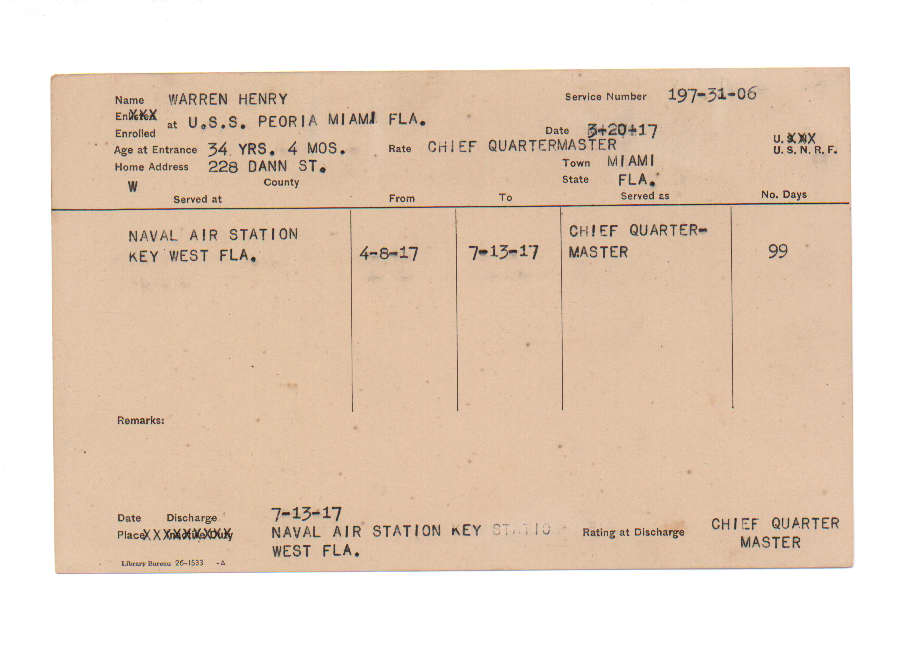 Name WARREN HENRY Service Number 197-31-06
Enlisted
Enrolled at U.S.S. PEORIA MIAMI FLA. Date 3-20-17
U. S. N.
U. S. N. R. F.
Age at Entrance 34 YRS. 4 MOS. Rate CHIEF QUARTERMASTER
Home Address 228 DANN ST. Town MIAMI
W County State FLA.
Served at From To Served as No. Days
NAVAL AIR STATION CHIEF QUARTER-
KEY WEST FLA. 4-8-17 7-13-17 MASTER 99
Remarks:
Date Discharge 7-13-17
Place Inactive Duty NAVAL AIR STATION KEY Rating at Discharge CHIEF QUARTER
WEST FLA. MASTER
Library Bureau 26-1533 -A